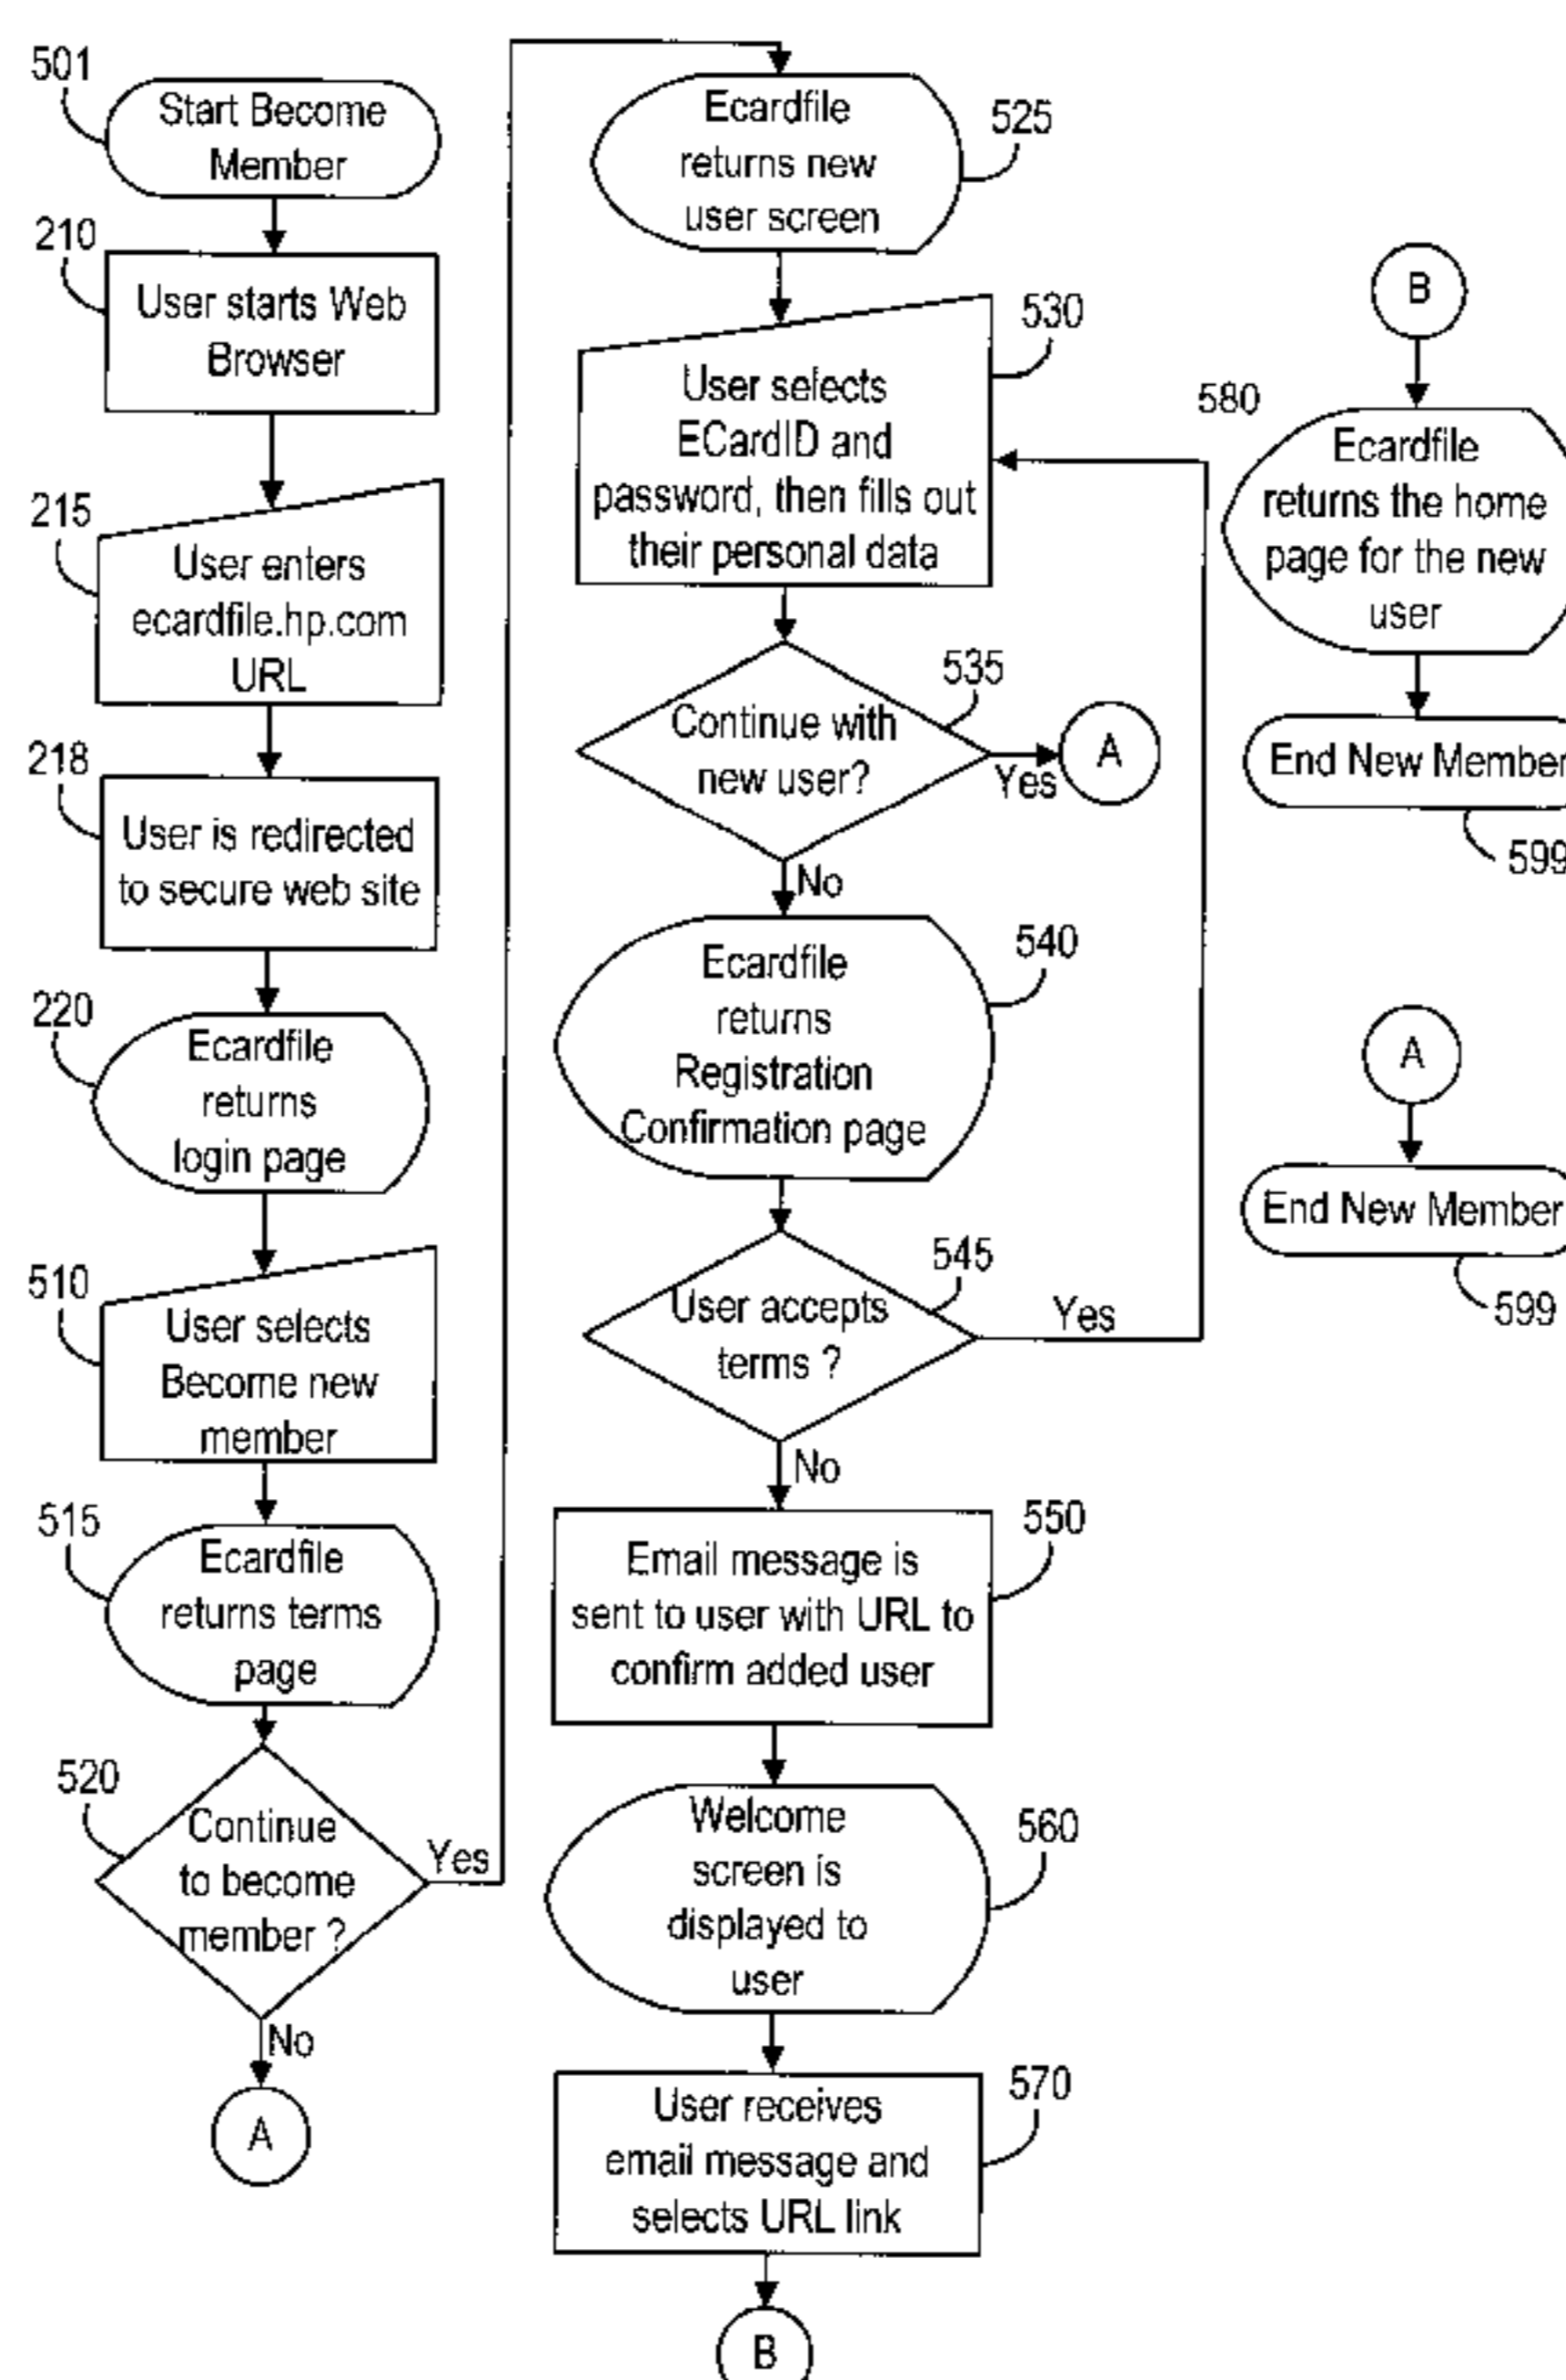 501
Start Become
Member
210
User starts Web
Browser
215
User enters
ecardfile.hp.com
URL
218
User is redirected
to secure web site
220
Ecardfile
returns
login page
510
User selects
Become new
member
515
Ecardfile
returns terms
page
520
Continue
to become
member ?
Yes
No
A
Ecardfile
returns new
user screen
525
User selects
ECardID and
password, then fills out
their personal data
530
Continue with
new user?
535
Yes
A
No
Ecardfile
returns
Registration
Confirmation page
540
User accepts
terms ?
545
Yes
No
Email message is
sent to user with URL to
confirm added user
550
Welcome
screen is
displayed to
user
560
User receives
email message and
selects URL link
570
B
B
580
Ecardfile
returns the home
page for the new
user
End New Member
599
A
End New Member
599